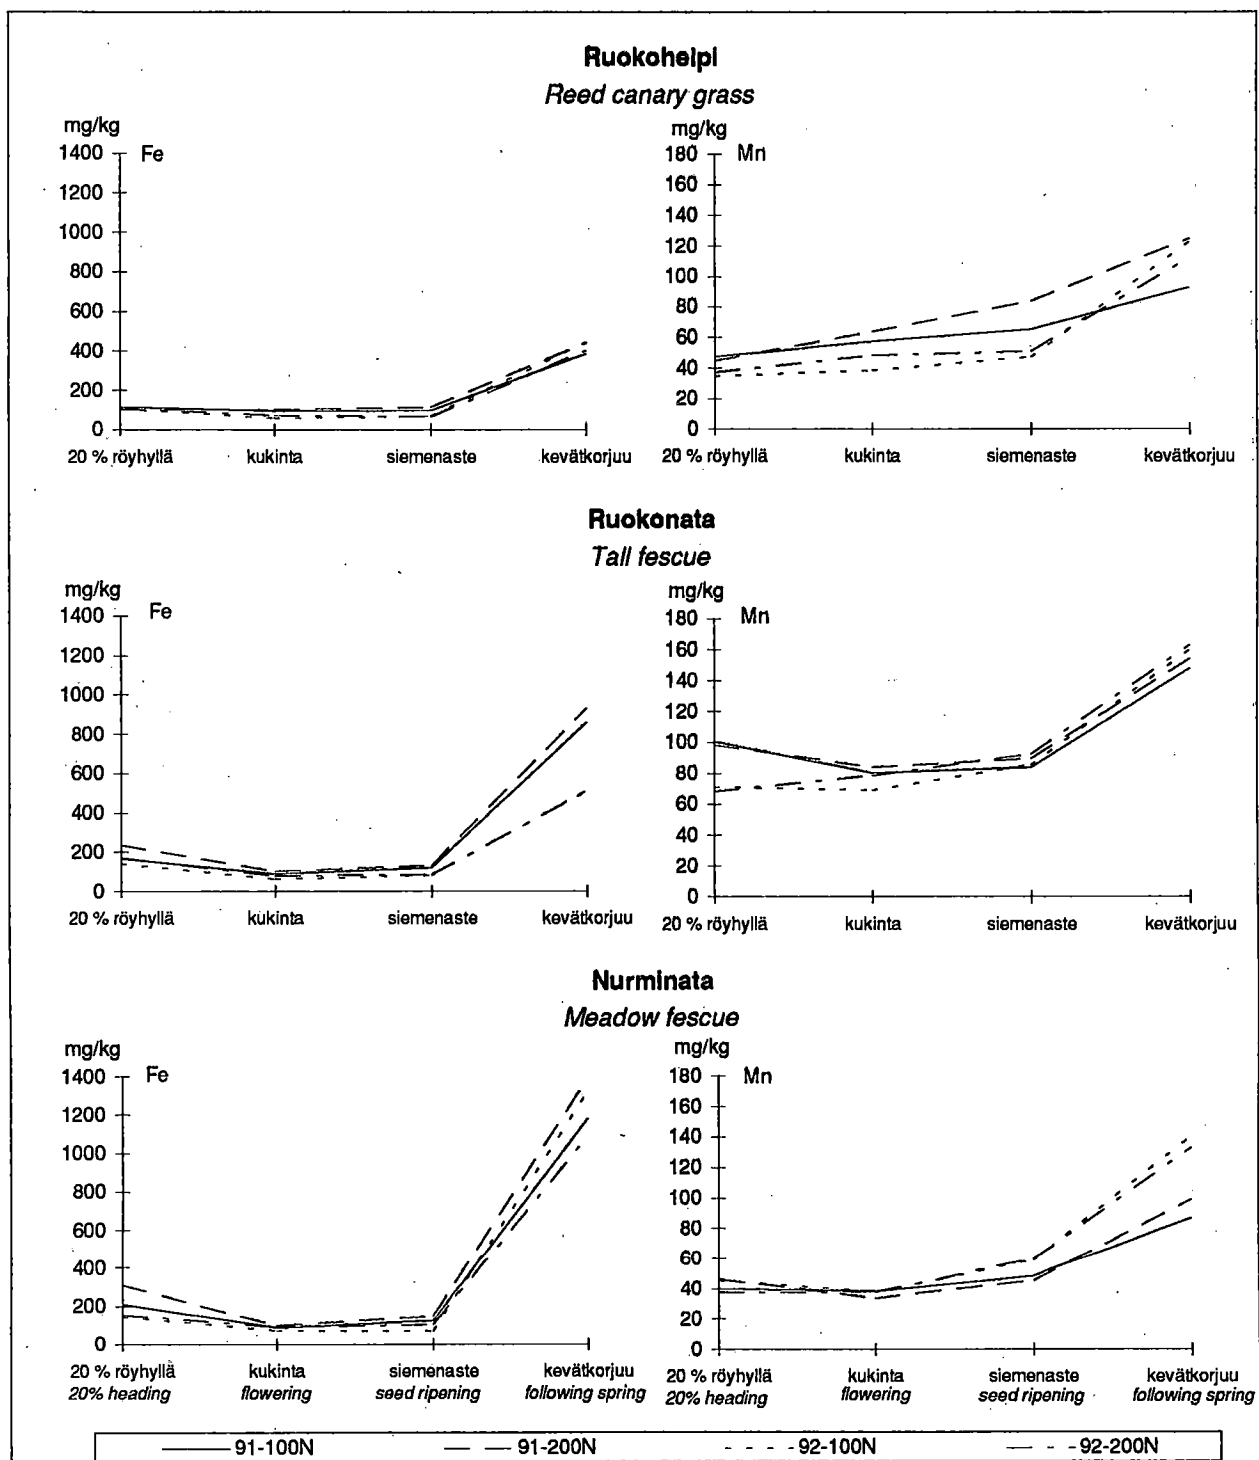 Ruokohelpi
Reed canary grass
mg/kg
Fe
1400
1200
1000
800
600
400
200
0
20 % röyhyllä kukinta siemenaste kevätkorjuu
mg/kg
Mn
180
160
140
120
100
80
60
40
20
0
20 % röyhyllä kukinta siemenaste kevätkorjuu
Ruokonata
Tall fescue
mg/kg
Fe
1400
1200
1000
800
600
400
200
0
20 % röyhyllä kukinta siemenaste kevätkorjuu
mg/kg
Mn
180
160
140
120
100
80
60
40
20
0
20 % röyhyllä kukinta siemenaste kevätkorjuu
Nurminata
Meadow fescue
mg/kg
Fe
1400
1200
1000
800
600
400
200
0
20 % röyhyllä kukinta siemenaste kevätkorjuu
20% heading flowering seed ripening following spring
mg/kg
Mn
180
160
140
120
100
80
60
40
20
0
20 % röyhyllä kukinta siemenaste kevätkorjuu
20% heading flowering seed ripening following spring
91-100N 91-200N 92-100N 92-200N